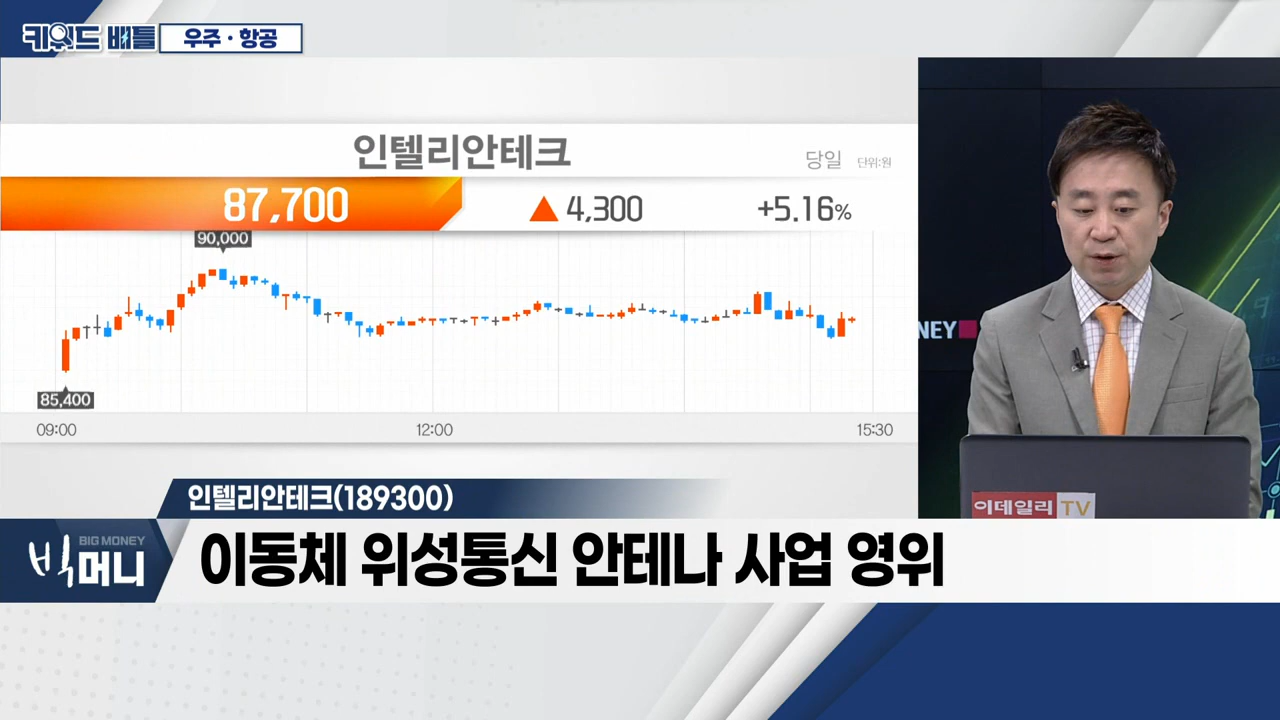 키워드 배틀 우주·항공
인텔리안테크
당일 단위:원
87,700 ▲ 4,300 +5.16%
90,000
85,400
09:00 12:00 15:30
NEY
이데일리 TV
인텔리안테크(189300)
BIG MONEY
빅머니
이동체 위성통신 안테나 사업 영위